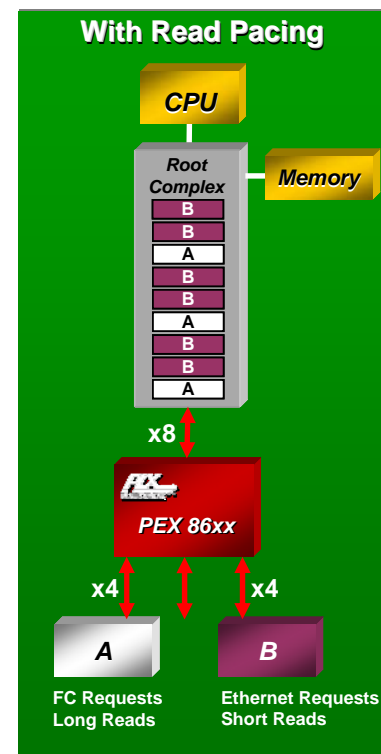 With Read Pacing
CPU
Root
Complex
Memory
B
B
A
B
B
A
B
B
A
x8
PLX
PEX 86xx
x4
x4
A
B
FC Requests
Long Reads
Ethernet Requests
Short Reads